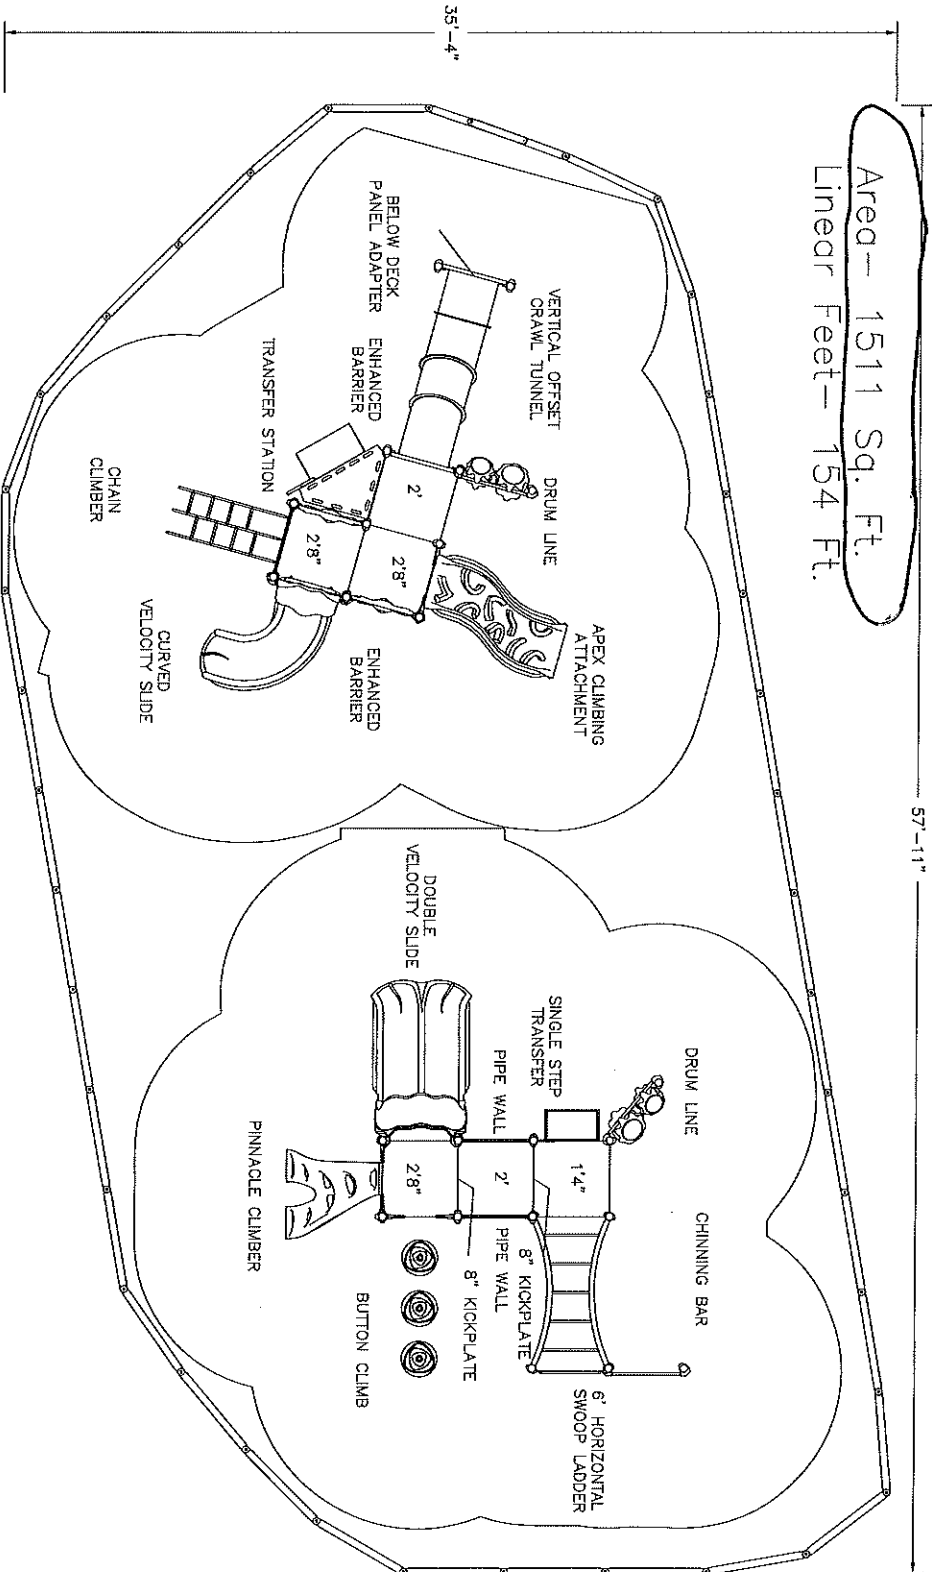 Area- 1511 Sq. Ft.
Linear Feet- 154 Ft.
57'-11"
35'-4"
VERTICAL OFFSET
CRAWL TUNNEL
BELOW DECK
PANEL ADAPTER
ENHANCED
BARRIER
TRANSFER STATION
CHAIN
CLIMBER
DRUM LINE
2'
2'8"
2'8"
APEX CLIMBING
ATTACHMENT
ENHANCED
BARRIER
CURVED
VELOCITY SLIDE
DOUBLE
VELOCITY SLIDE
SINGLE STEP
TRANSFER
PIPE WALL
DRUM LINE
1'4"
2'
2'8"
PINNACLE CLIMBER
CHINNING BAR
8" KICKPLATE
PIPE WALL
8" KICKPLATE
BUTTON CLIMB
6' HORIZONTAL
SWOOP LADDER